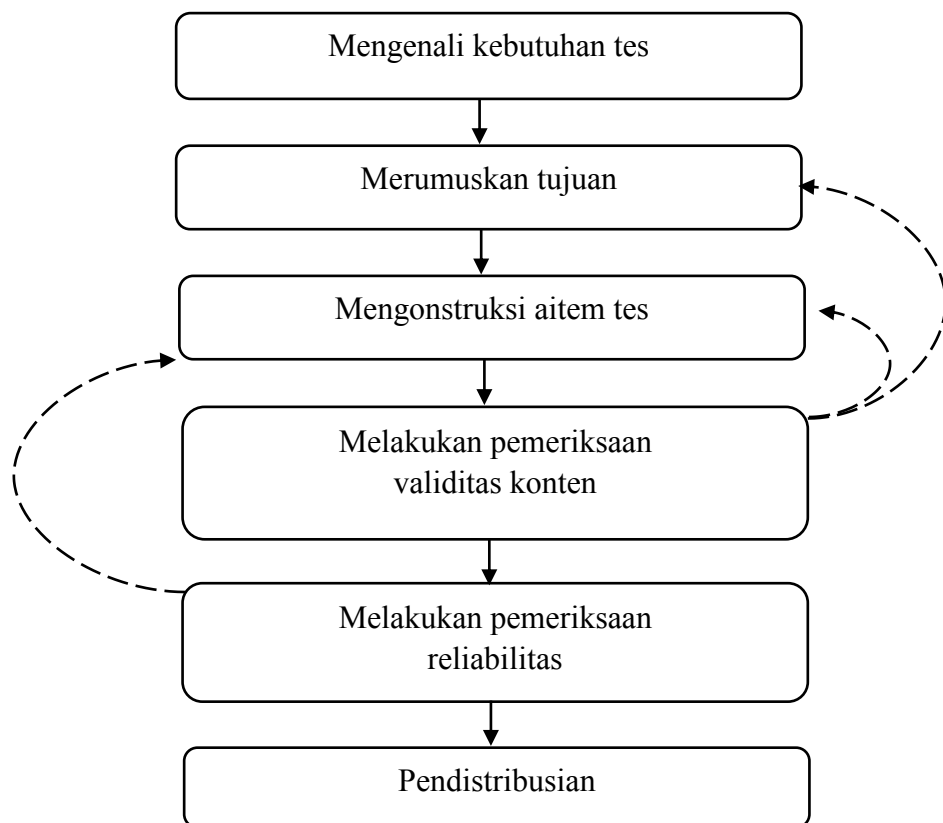 Mengenali kebutuhan tes
Merumuskan tujuan
Mengonstruksi aitem tes
Melakukan pemeriksaan
validitas konten
Melakukan pemeriksaan
reliabilitas
Pendistribusian